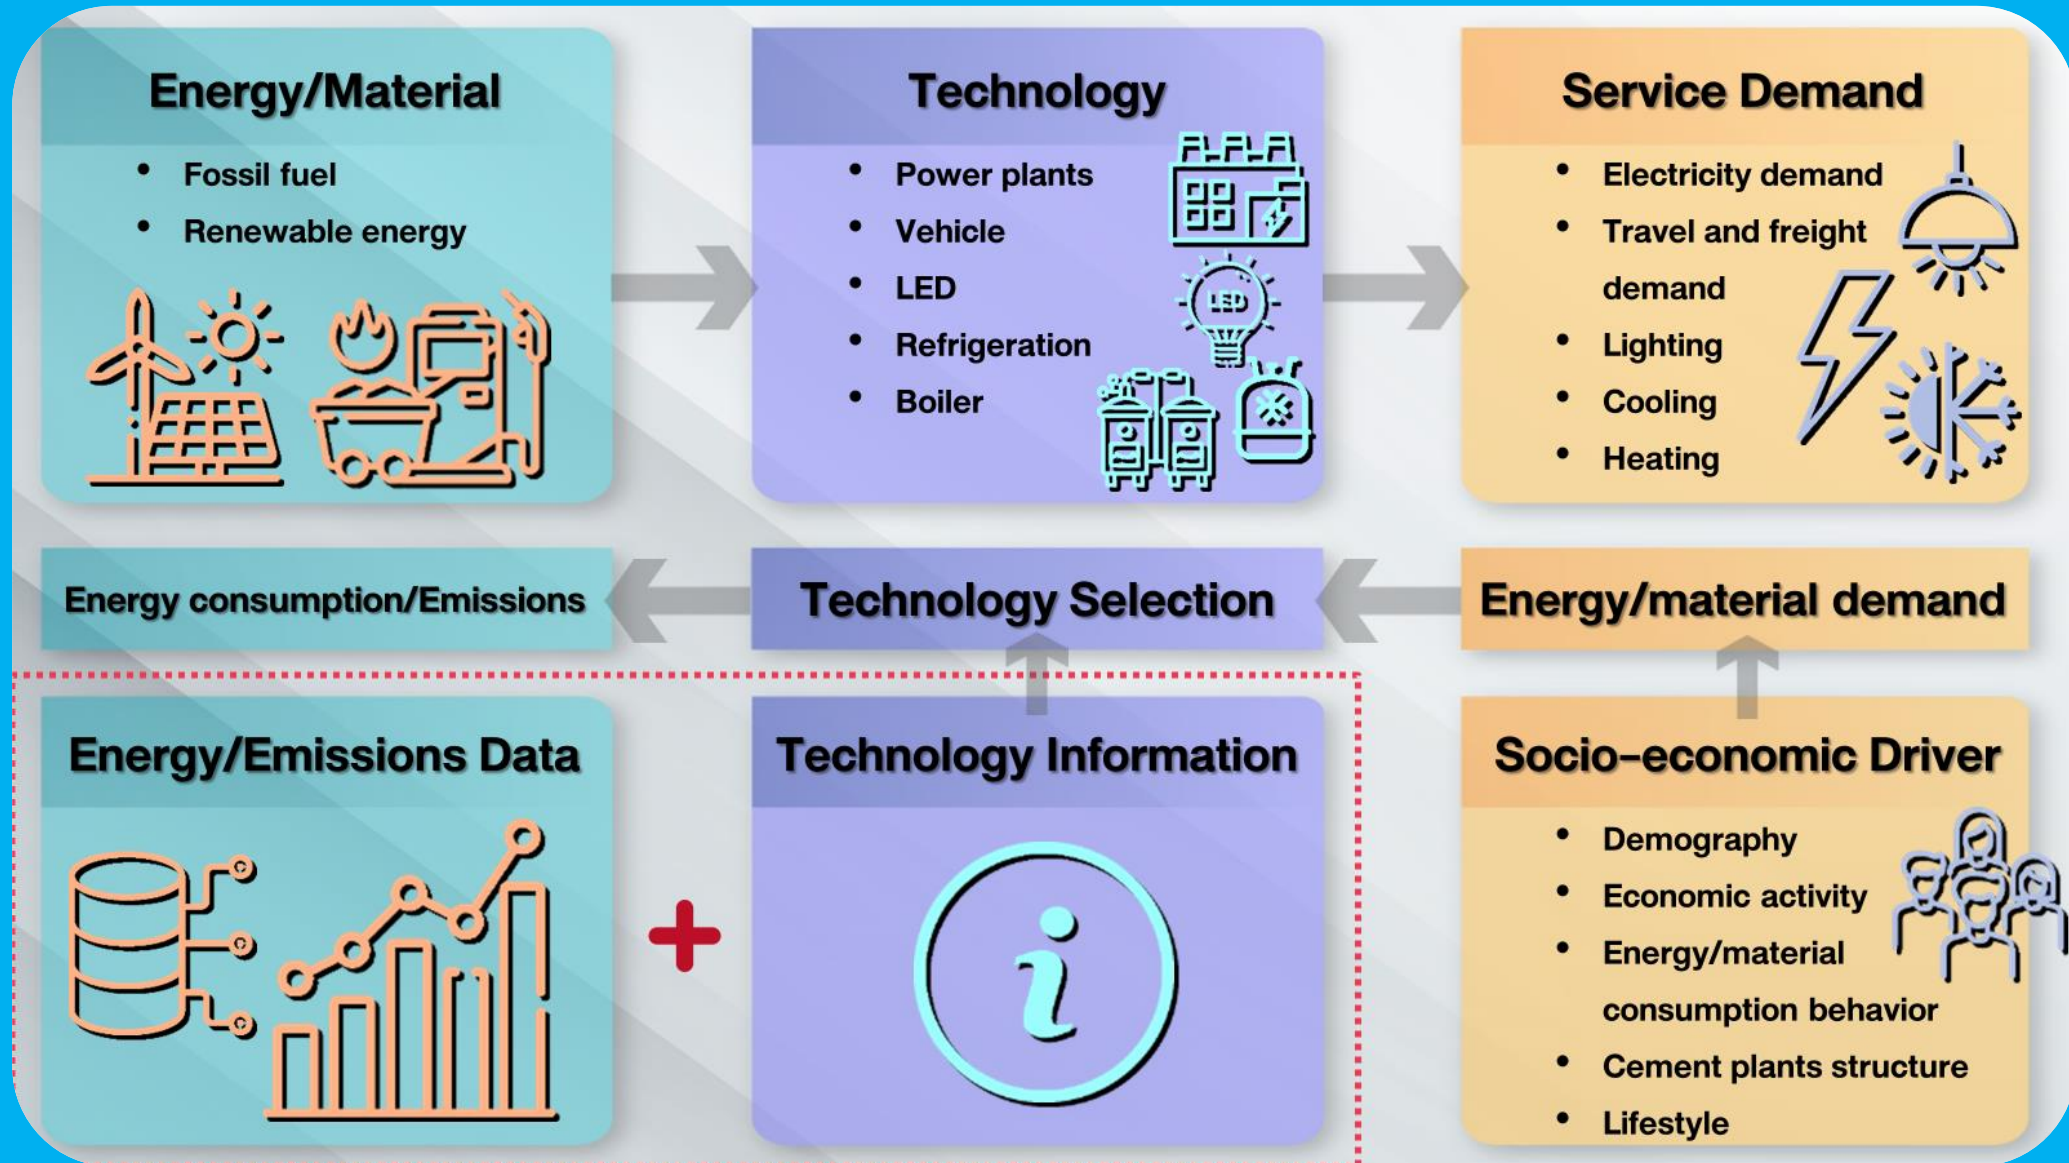 Energy/Material
• Fossil fuel
• Renewable energy
Technology
• Power plants
• Vehicle
• LED
• Refrigeration
• Boiler
LED
Service Demand
• Electricity demand
• Travel and freight
demand
• Lighting
• Cooling
• Heating
Energy consumption/Emissions
Technology Selection
Energy/material demand
Energy/Emissions Data
+
Technology Information
i
Socio-economic Driver
• Demography
• Economic activity
• Energy/material
consumption behavior
• Cement plants structure
• Lifestyle